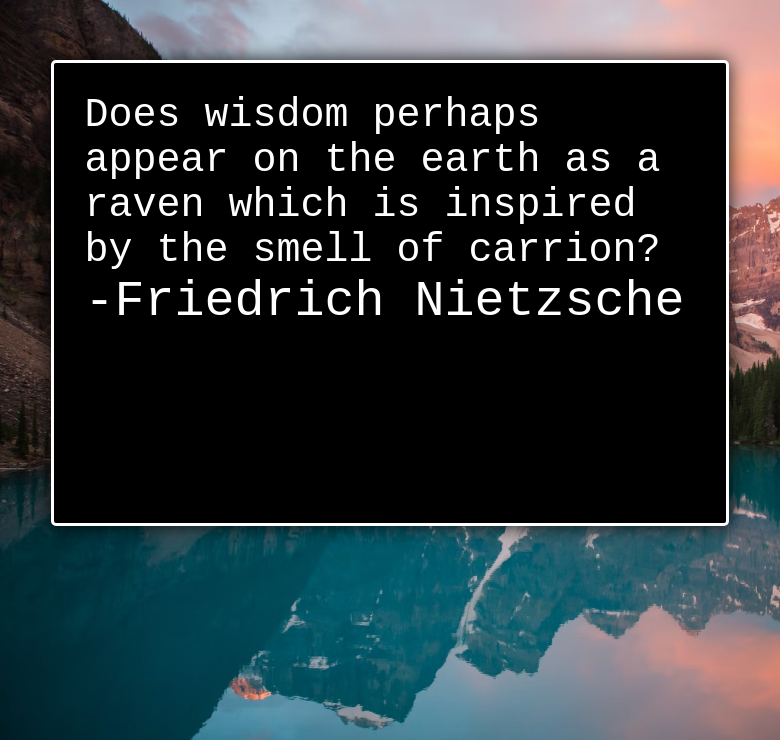 Does wisdom perhaps
appear on the earth as a
raven which is inspired
by the smell of carrion?
-Friedrich Nietzsche